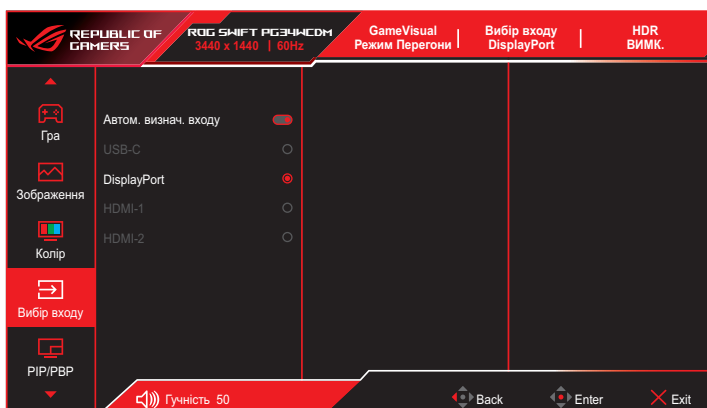 REPUBLIC OF
GAMERS
ROG SWIFT PG34WCDM
3440 x 1440 | 60Hz
GameVisual
Режим Перегони
Вибір входу
DisplayPort
HDR
ВИМК.
Гра
Зображення
Колір
Вибір входу
PIP/PBP
Автом. визнач. входу
USB-C
DisplayPort
HDMI-1
HDMI-2
Гучність 50
Back
Enter
Exit